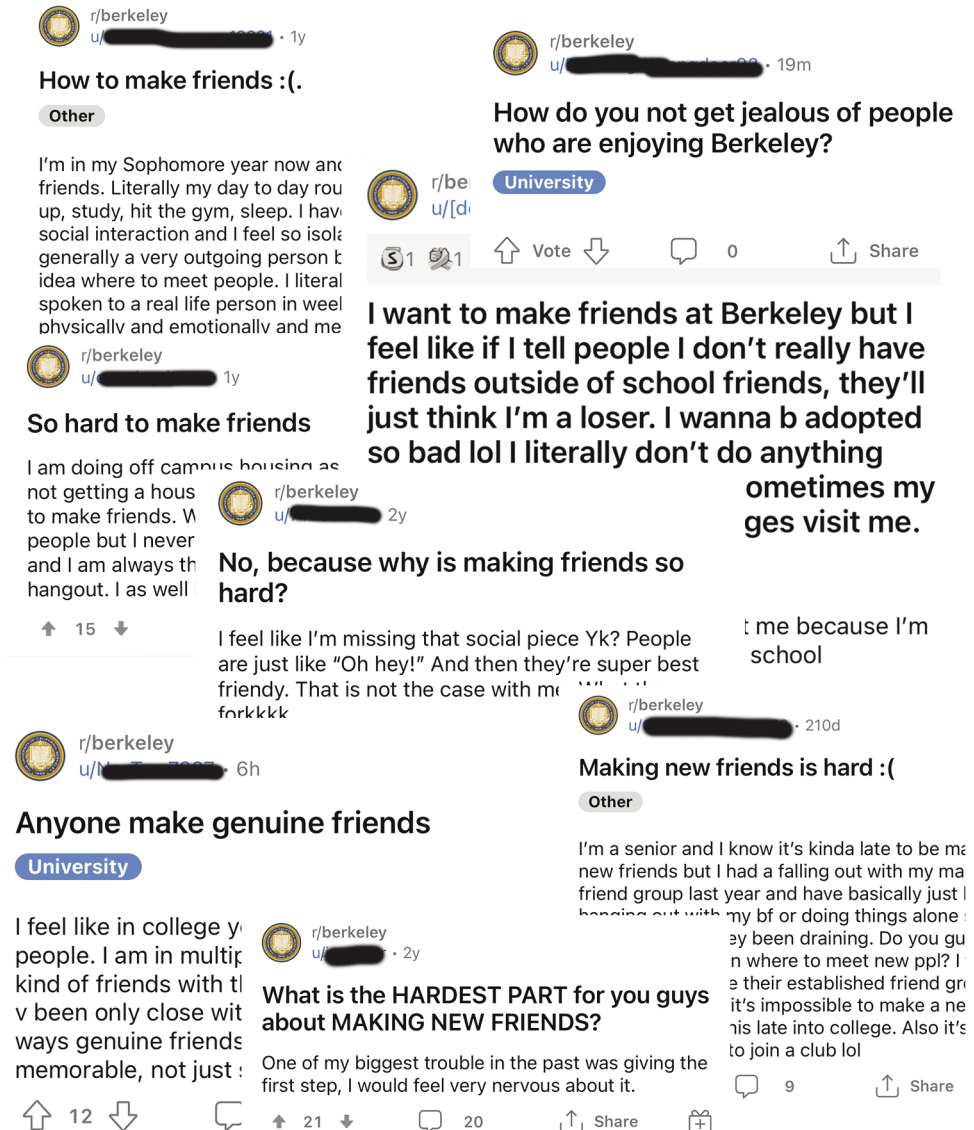 r/berkeley
u/ · 1y
How to make friends :(.
Other
I'm in my Sophomore year now and
friends. Literally my day to day rou
up, study, hit the gym, sleep. I hav
social interaction and I feel so isola
generally a very outgoing person b
idea where to meet people. I literal
spoken to a real life person in week
physically and emotionally and me
r/berkeley
u/ · 19m
How do you not get jealous of people
who are enjoying Berkeley?
University
Vote 0 Share
r/be
u/[d
1 1
I want to make friends at Berkeley but I
feel like if I tell people I don't really have
friends outside of school friends, they'll
just think I'm a loser. I wanna b adopted
so bad lol I literally don't do anything
ometimes my
ges visit me.
t me because I'm
school
r/berkeley
u/ 1y
So hard to make friends
I am doing off campus housing as
not getting a hous
to make friends. W
people but I never
and I am always th
hangout. I as well
15
r/berkeley
u/ 2y
No, because why is making friends so
hard?
I feel like I'm missing that social piece Yk? People
are just like "Oh hey!" And then they're super best
friendy. That is not the case with me. What the
forkkkk
r/berkeley
u/ · 210d
Making new friends is hard :(
Other
I'm a senior and I know it's kinda late to be ma
new friends but I had a falling out with my ma
friend group last year and have basically just
hanging out with my bf or doing things alone
ey been draining. Do you gu
n where to meet new ppl? I
e their established friend gr
it's impossible to make a ne
his late into college. Also it's
to join a club lol
9 Share
r/berkeley
u/ · 6h
Anyone make genuine friends
University
I feel like in college y
people. I am in multip
kind of friends with t
v been only close wit
ways genuine friends
memorable, not just
12
r/berkeley
u/ · 2y
What is the HARDEST PART for you guys
about MAKING NEW FRIENDS?
One of my biggest trouble in the past was giving the
first step, I would feel very nervous about it.
21 20 Share